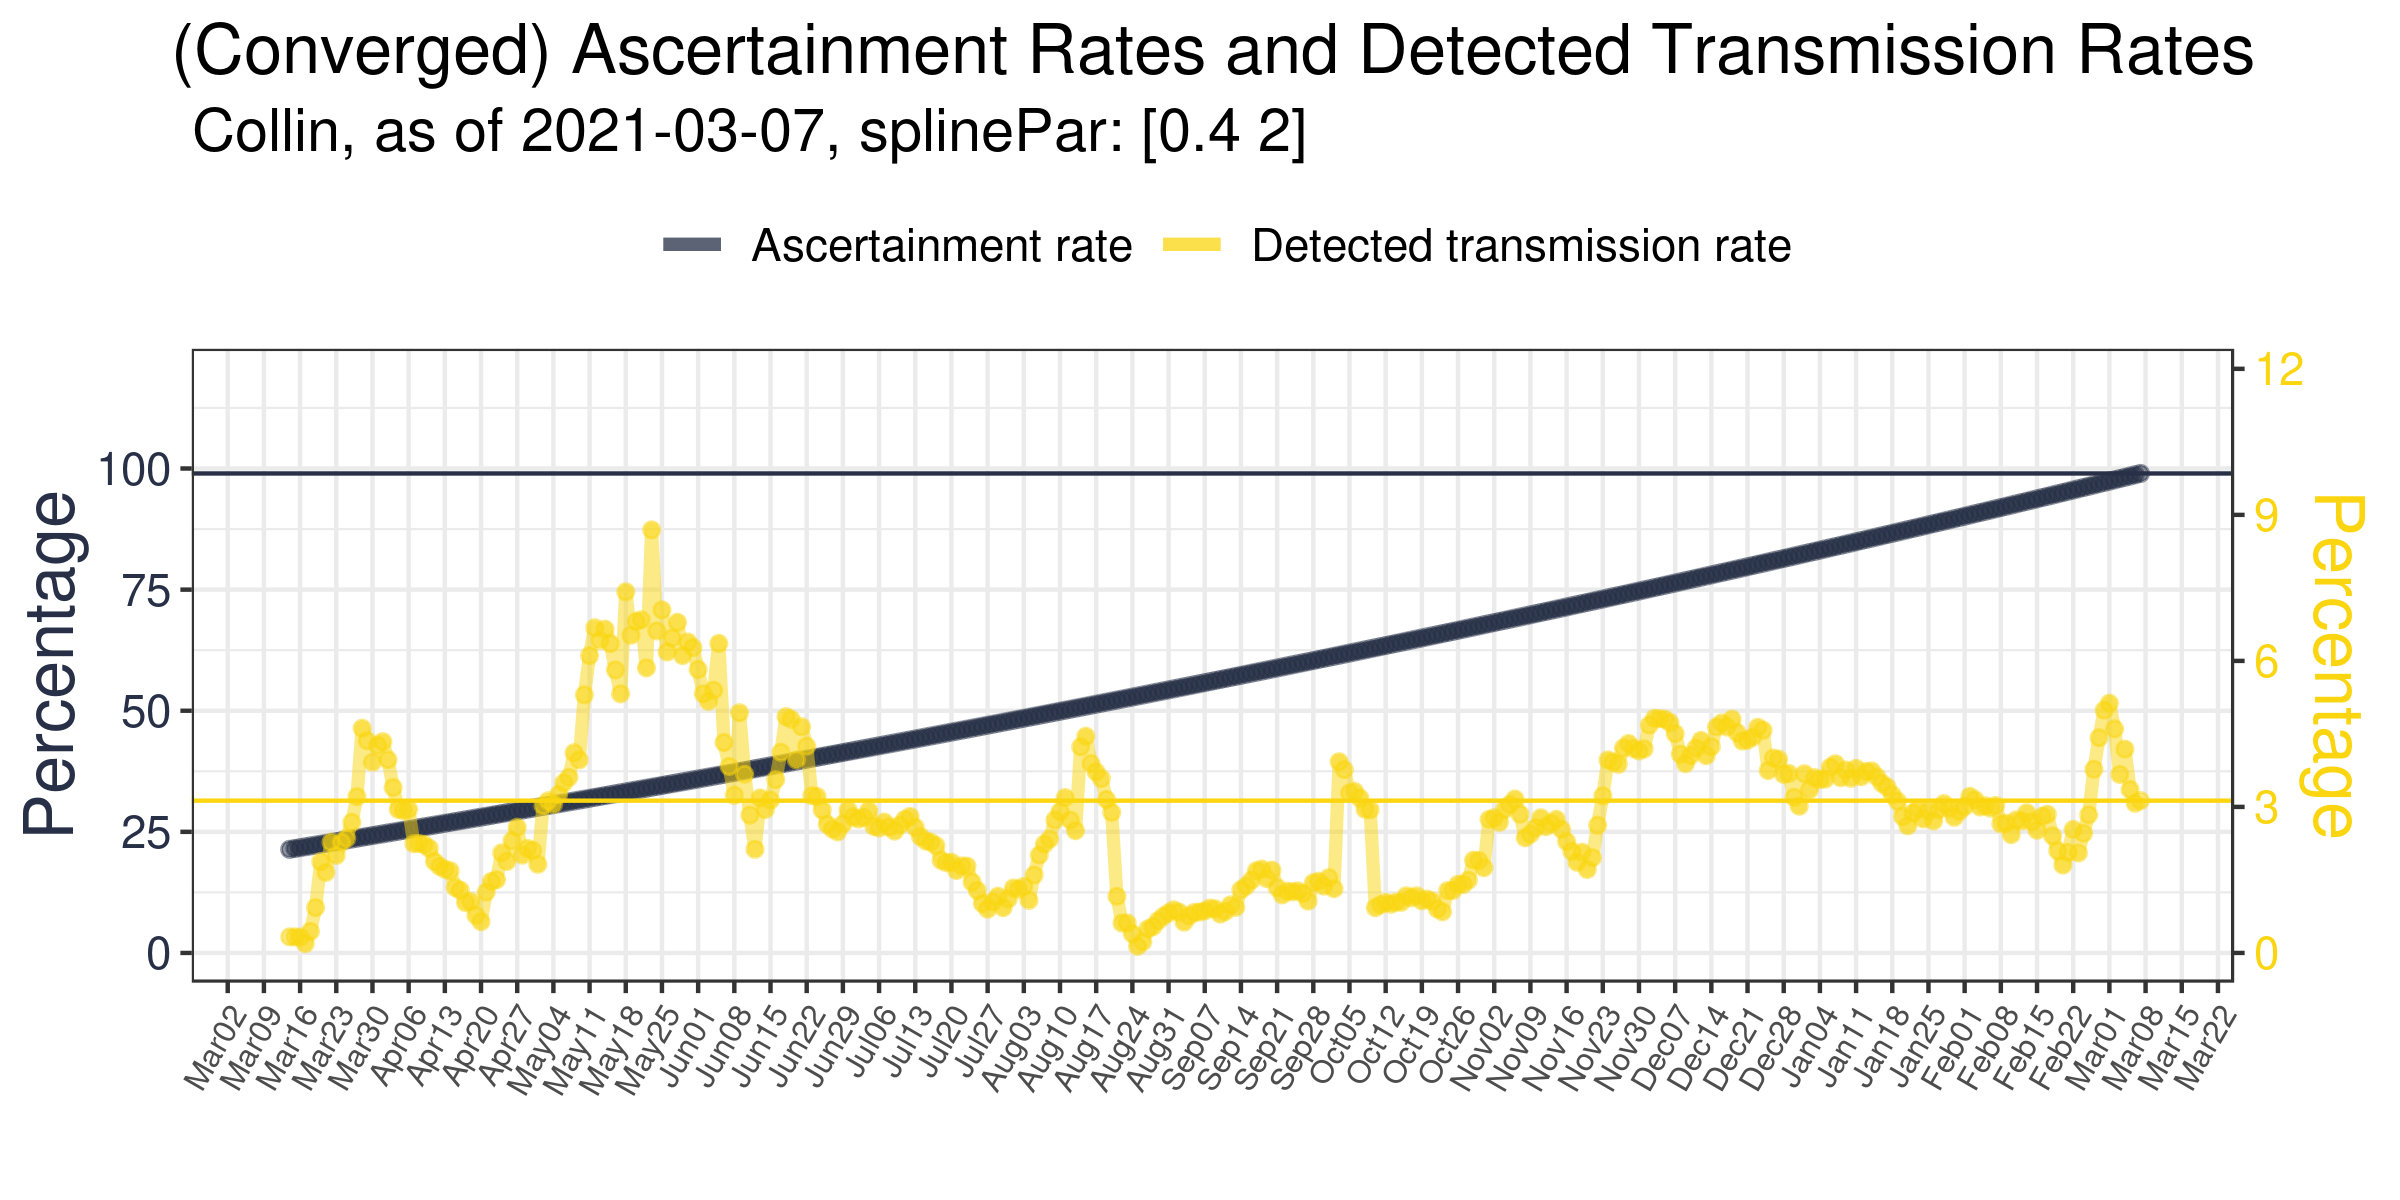 (Converged) Ascertainment Rates and Detected Transmission Rates
Collin, as of 2021-03-07, splinePar: [0.4 2]
Ascertainment rate
Detected transmission rate
Percentage
100
75
50
25
0
12
9
6
3
0
Percentage
Mar02
Mar09
Mar16
Mar23
Mar30
Apr06
Apr13
Apr20
Apr27
May04
May11
May18
May25
Jun01
Jun08
Jun15
Jun22
Jun29
Jul06
Jul13
Jul20
Jul27
Aug03
Aug10
Aug17
Aug24
Aug31
Sep07
Sep14
Sep21
Sep28
Oct05
Oct12
Oct19
Oct26
Nov02
Nov09
Nov16
Nov23
Nov30
Dec07
Dec14
Dec21
Dec28
Jan04
Jan11
Jan18
Jan25
Feb01
Feb08
Feb15
Feb22
Mar01
Mar08
Mar15
Mar22